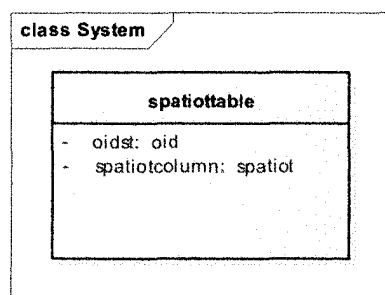 class System
spatiottable
- oidst: oid
- spatiotcolumn: spatiot